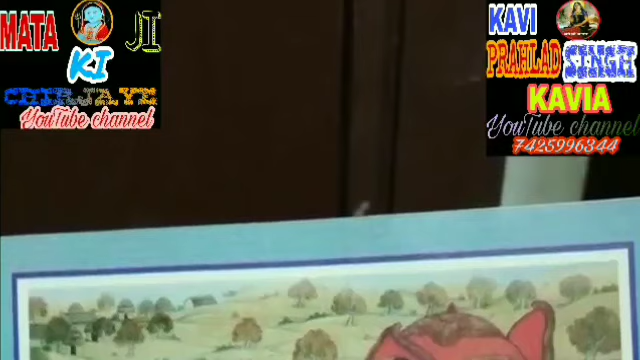 MATA JI
KI
YouTube channel
KAVI
PRAHLAD SINGH
KAVIA
YouTube channel
7425996344